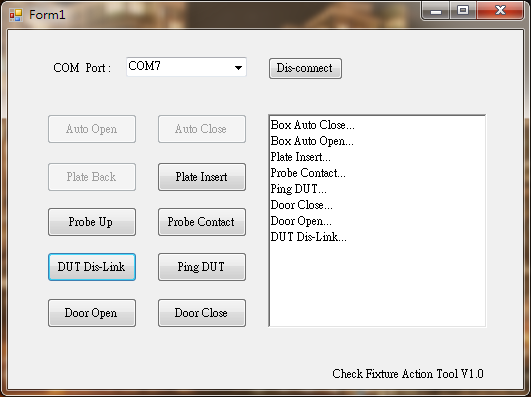 Form1
COM Port : COM7 Dis-connect
Auto Open Auto Close
Plate Back Plate Insert
Probe Up Probe Contact
DUT Dis-Link Ping DUT
Door Open Door Close
Box Auto Close...
Box Auto Open...
Plate Insert...
Probe Contact...
Ping DUT...
Door Close...
Door Open...
DUT Dis-Link...
Check Fixture Action Tool V1.0